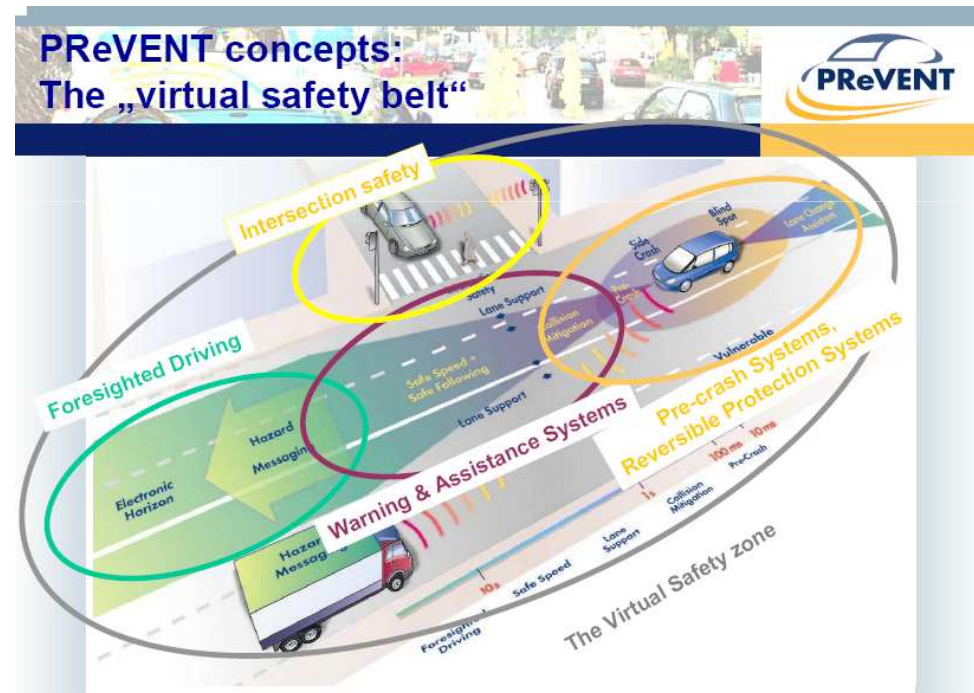 PReVENT concepts:
The „virtual safety belt“
PReVENT
Intersection safety
Blind
Spot
Lane Change
Assistant
Side
Crash
Pre-
Crash
Safety
Lane Support
Collision
Mitigation
Vulnerable
Foresighted Driving
Safe Speed +
Safe Following
Lane Support
Pre-crash Systems,
Reversible Protection Systems
Hazard
Messaging
Electronic
Horizon
Warning & Assistance Systems
Hazard
Messaging
10s
1s
100 ms
10 ms
Foresighted
Driving
Safe Speed
Lane
Support
Collision
Mitigation
Pre-Crash
The Virtual Safety zone